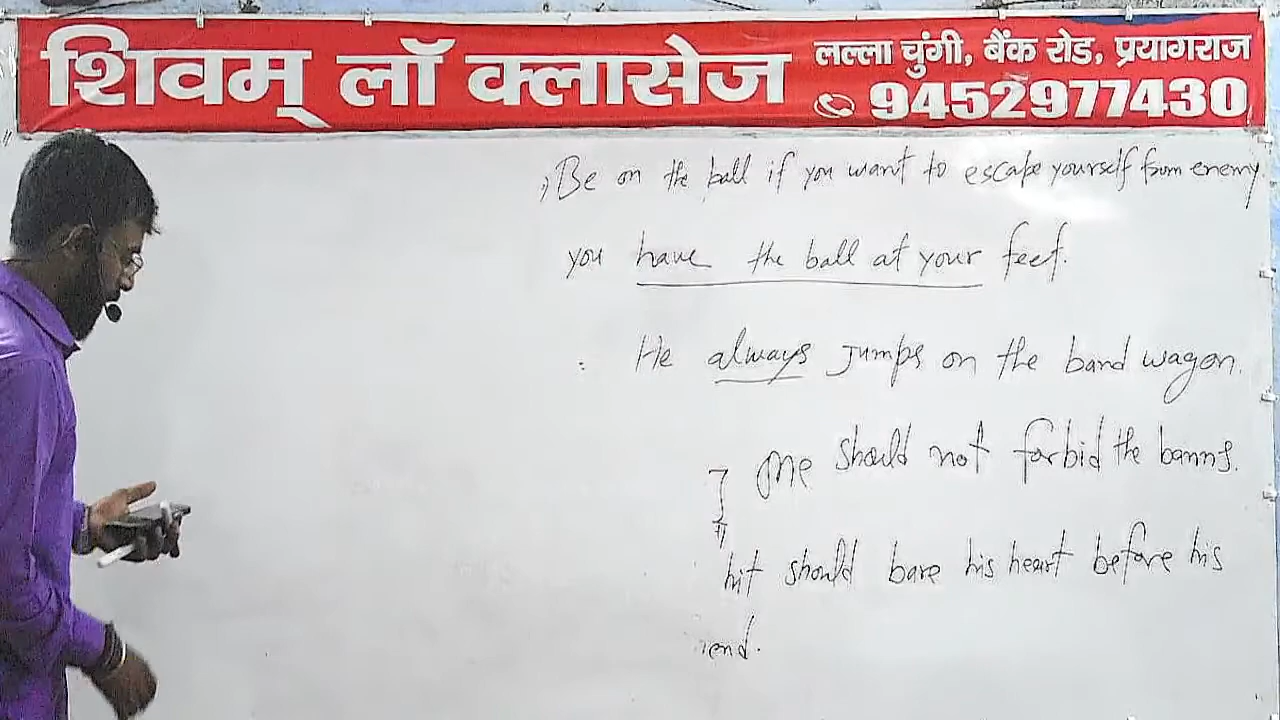 शिवम् लॉ क्लासेज
लल्ला चुंगी, बैंक रोड, प्रयागराज
9452977430
Be on the ball if you want to escape yourself from enemy.
you have the ball at your feet.
He always Jumps on the band wagon.
One should not forbid the banns.
should bare his heart before his